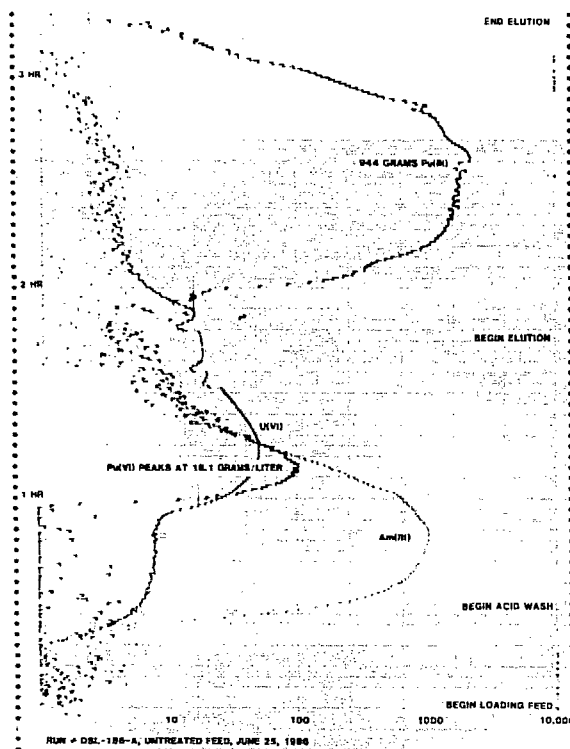 END ELUTION
3 HR
944 GRAMS Pu(III)
2 HR
BEGIN ELUTION
U(VI)
Pu(VI) PEAKS AT 18.1 GRAMS/LITER
1 HR
Am(III)
BEGIN ACID WASH
BEGIN LOADING FEED
10 100 1000 10,000
RUN # DSL-186-A, UNTREATED FEED, JUNE 25, 1986